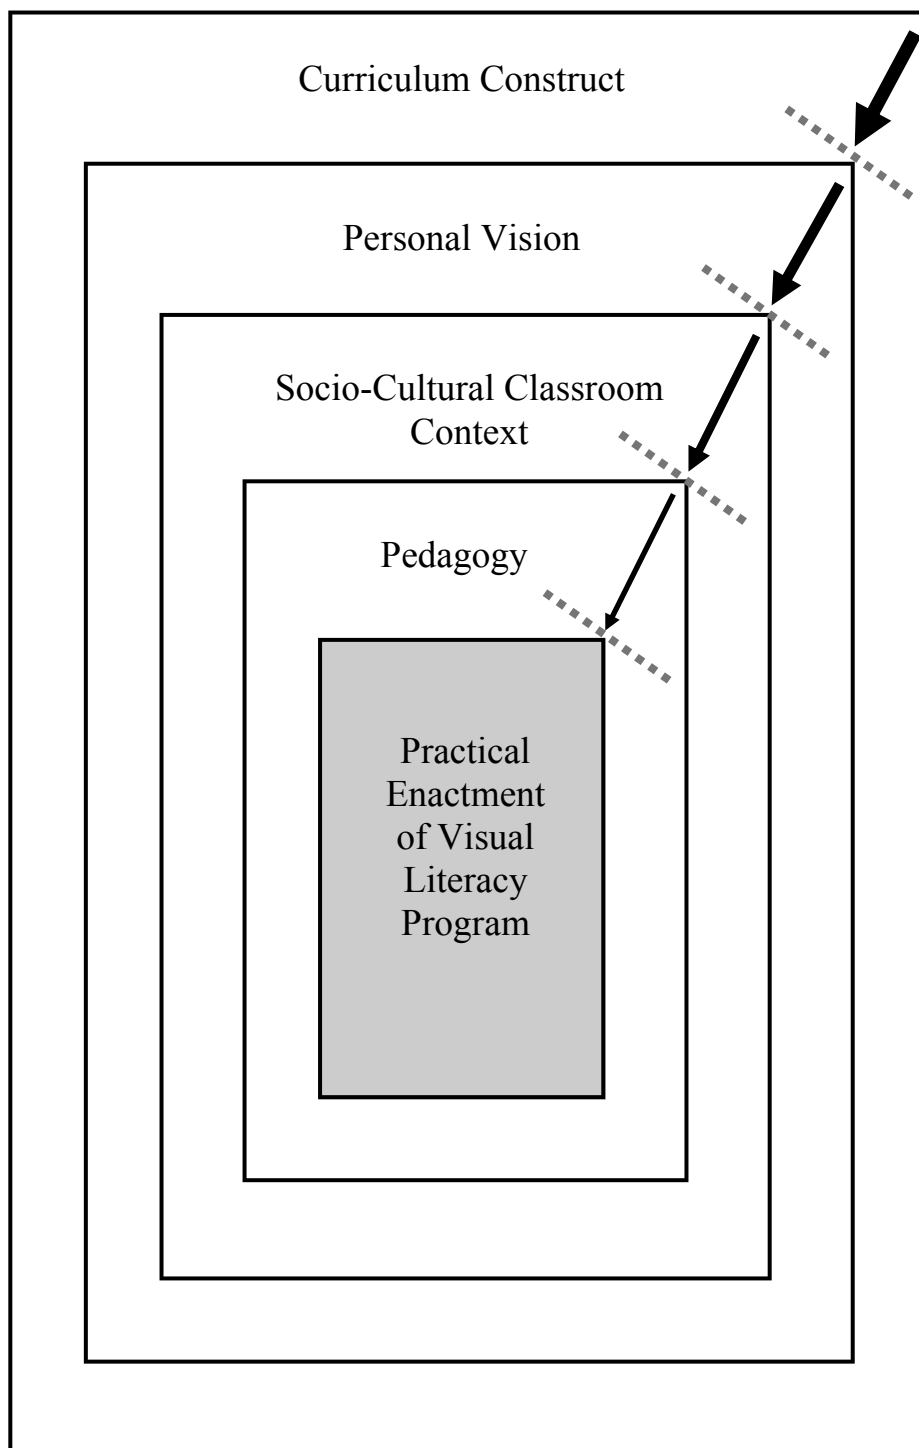 Curriculum Construct
Personal Vision
Socio-Cultural Classroom
Context
Pedagogy
Practical
Enactment
of Visual
Literacy
Program